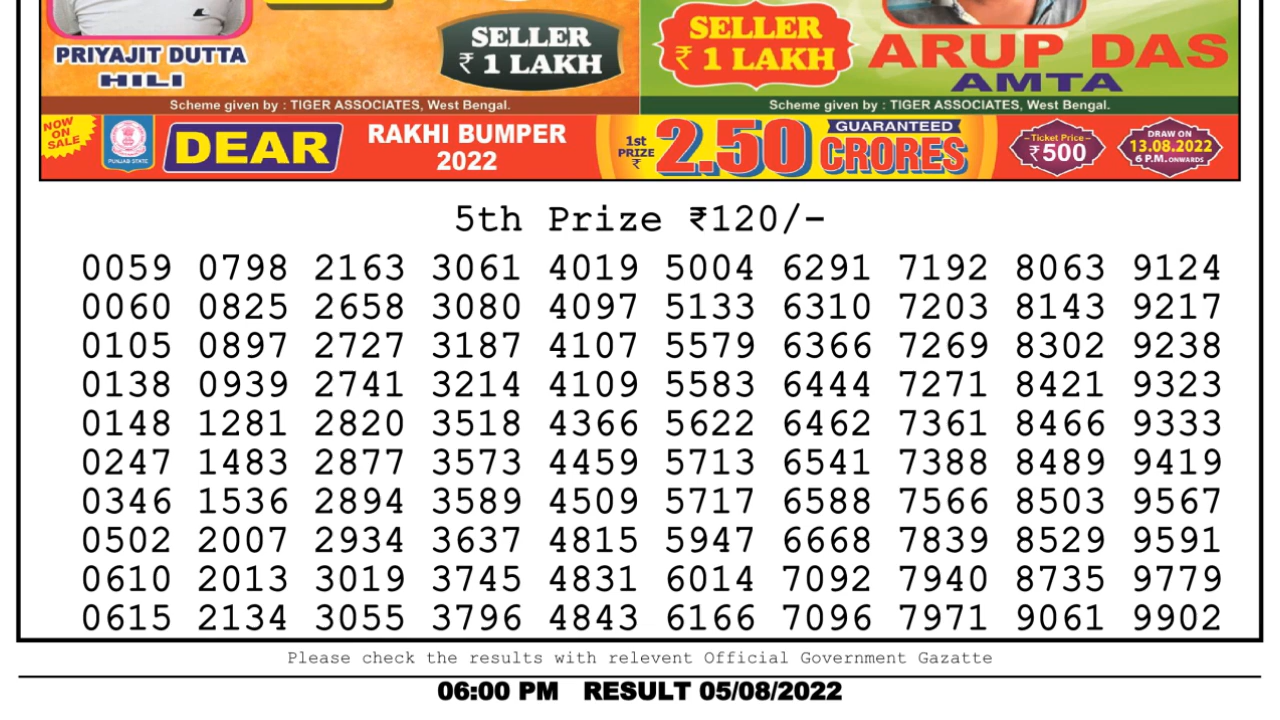 SELLER
₹ 1 LAKH
PRIYAJIT DUTTA
HILI
SELLER
₹ 1 LAKH
ARUP DAS
AMTA
Scheme given by : TIGER ASSOCIATES, West Bengal.
Scheme given by : TIGER ASSOCIATES, West Bengal.
NOW
ON
SALE
PUNJAB STATE
DEAR
RAKHI BUMPER
2022
1st
PRIZE
₹
2.50
GUARANTEED
CRORES
Ticket Price
₹500
DRAW ON
13.08.2022
6 P.M. ONWARDS
5th Prize ₹120/-
0059 0798 2163 3061 4019 5004 6291 7192 8063 9124
0060 0825 2658 3080 4097 5133 6310 7203 8143 9217
0105 0897 2727 3187 4107 5579 6366 7269 8302 9238
0138 0939 2741 3214 4109 5583 6444 7271 8421 9323
0148 1281 2820 3518 4366 5622 6462 7361 8466 9333
0247 1483 2877 3573 4459 5713 6541 7388 8489 9419
0346 1536 2894 3589 4509 5717 6588 7566 8503 9567
0502 2007 2934 3637 4815 5947 6668 7839 8529 9591
0610 2013 3019 3745 4831 6014 7092 7940 8735 9779
0615 2134 3055 3796 4843 6166 7096 7971 9061 9902
Please check the results with relevent Official Government Gazatte
06:00 PM RESULT 05/08/2022